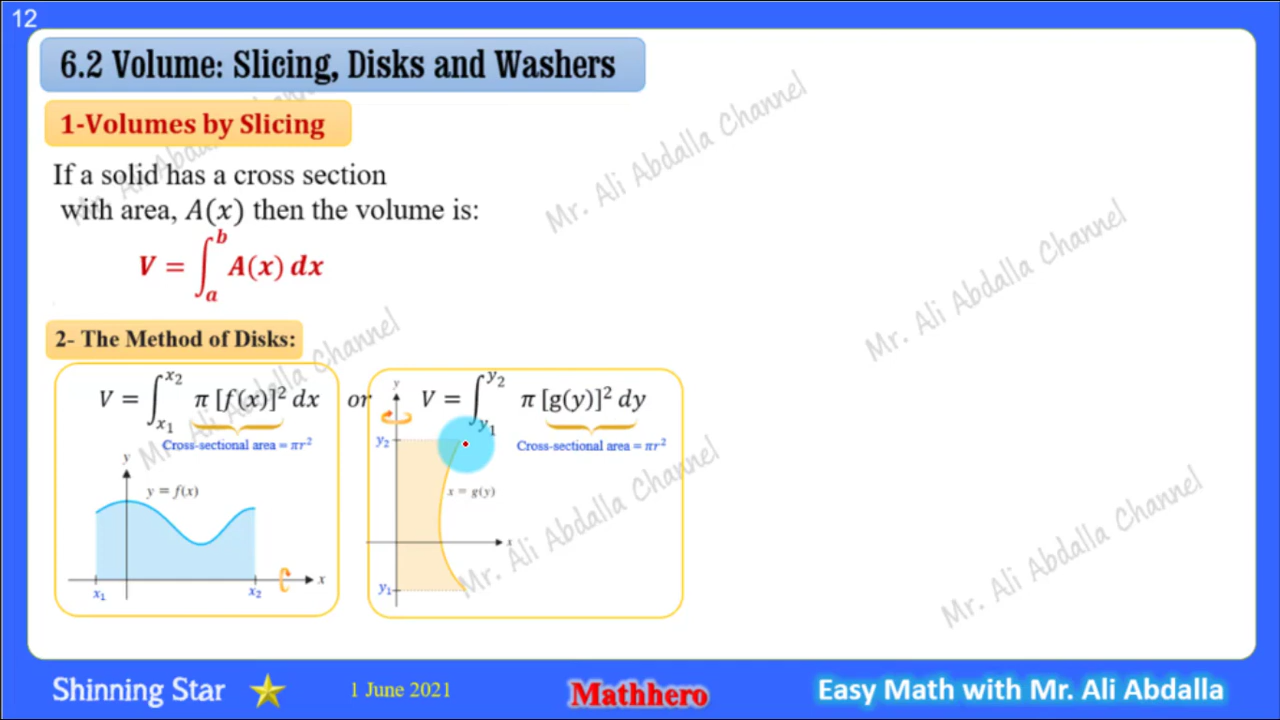 12
6.2 Volume: Slicing, Disks and Washers
1-Volumes by Slicing
If a solid has a cross section
with area, A(x) then the volume is:
V = ∫ₐᵇ A(x) dx
2- The Method of Disks:
V = ∫_{x₁}^{x₂} π [f(x)]² dx or V = ∫_{y₁}^{y₂} π [g(y)]² dy
Cross-sectional area = πr² Cross-sectional area = πr²
y
y = f(x)
x₁ x₂ x
y
y₂
x = g(y)
x
y₁
Mr. Ali Abdalla Channel
Mr. Ali Abdalla Channel
Mr. Ali Abdalla Channel
Mr. Ali Abdalla Channel
Mr. Ali Abdalla Channel
Mr. Ali Abdalla Channel
Shinning Star 1 June 2021 Mathhero Easy Math with Mr. Ali Abdalla